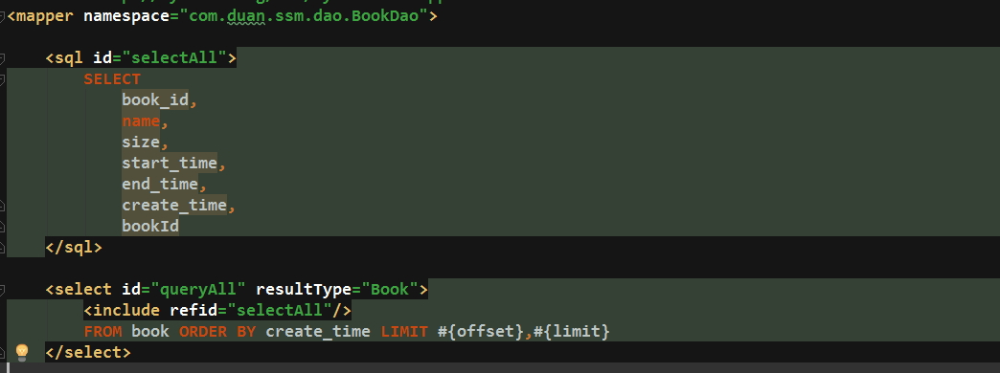 <mapper namespace="com.duan.ssm.dao.BookDao">
<sql id="selectAll">
SELECT
book_id,
name,
size,
start_time,
end_time,
create_time,
bookId
</sql>
<select id="queryAll" resultType="Book">
<include refid="selectAll"/>
FROM book ORDER BY create_time LIMIT #{offset},#{limit}
</select>